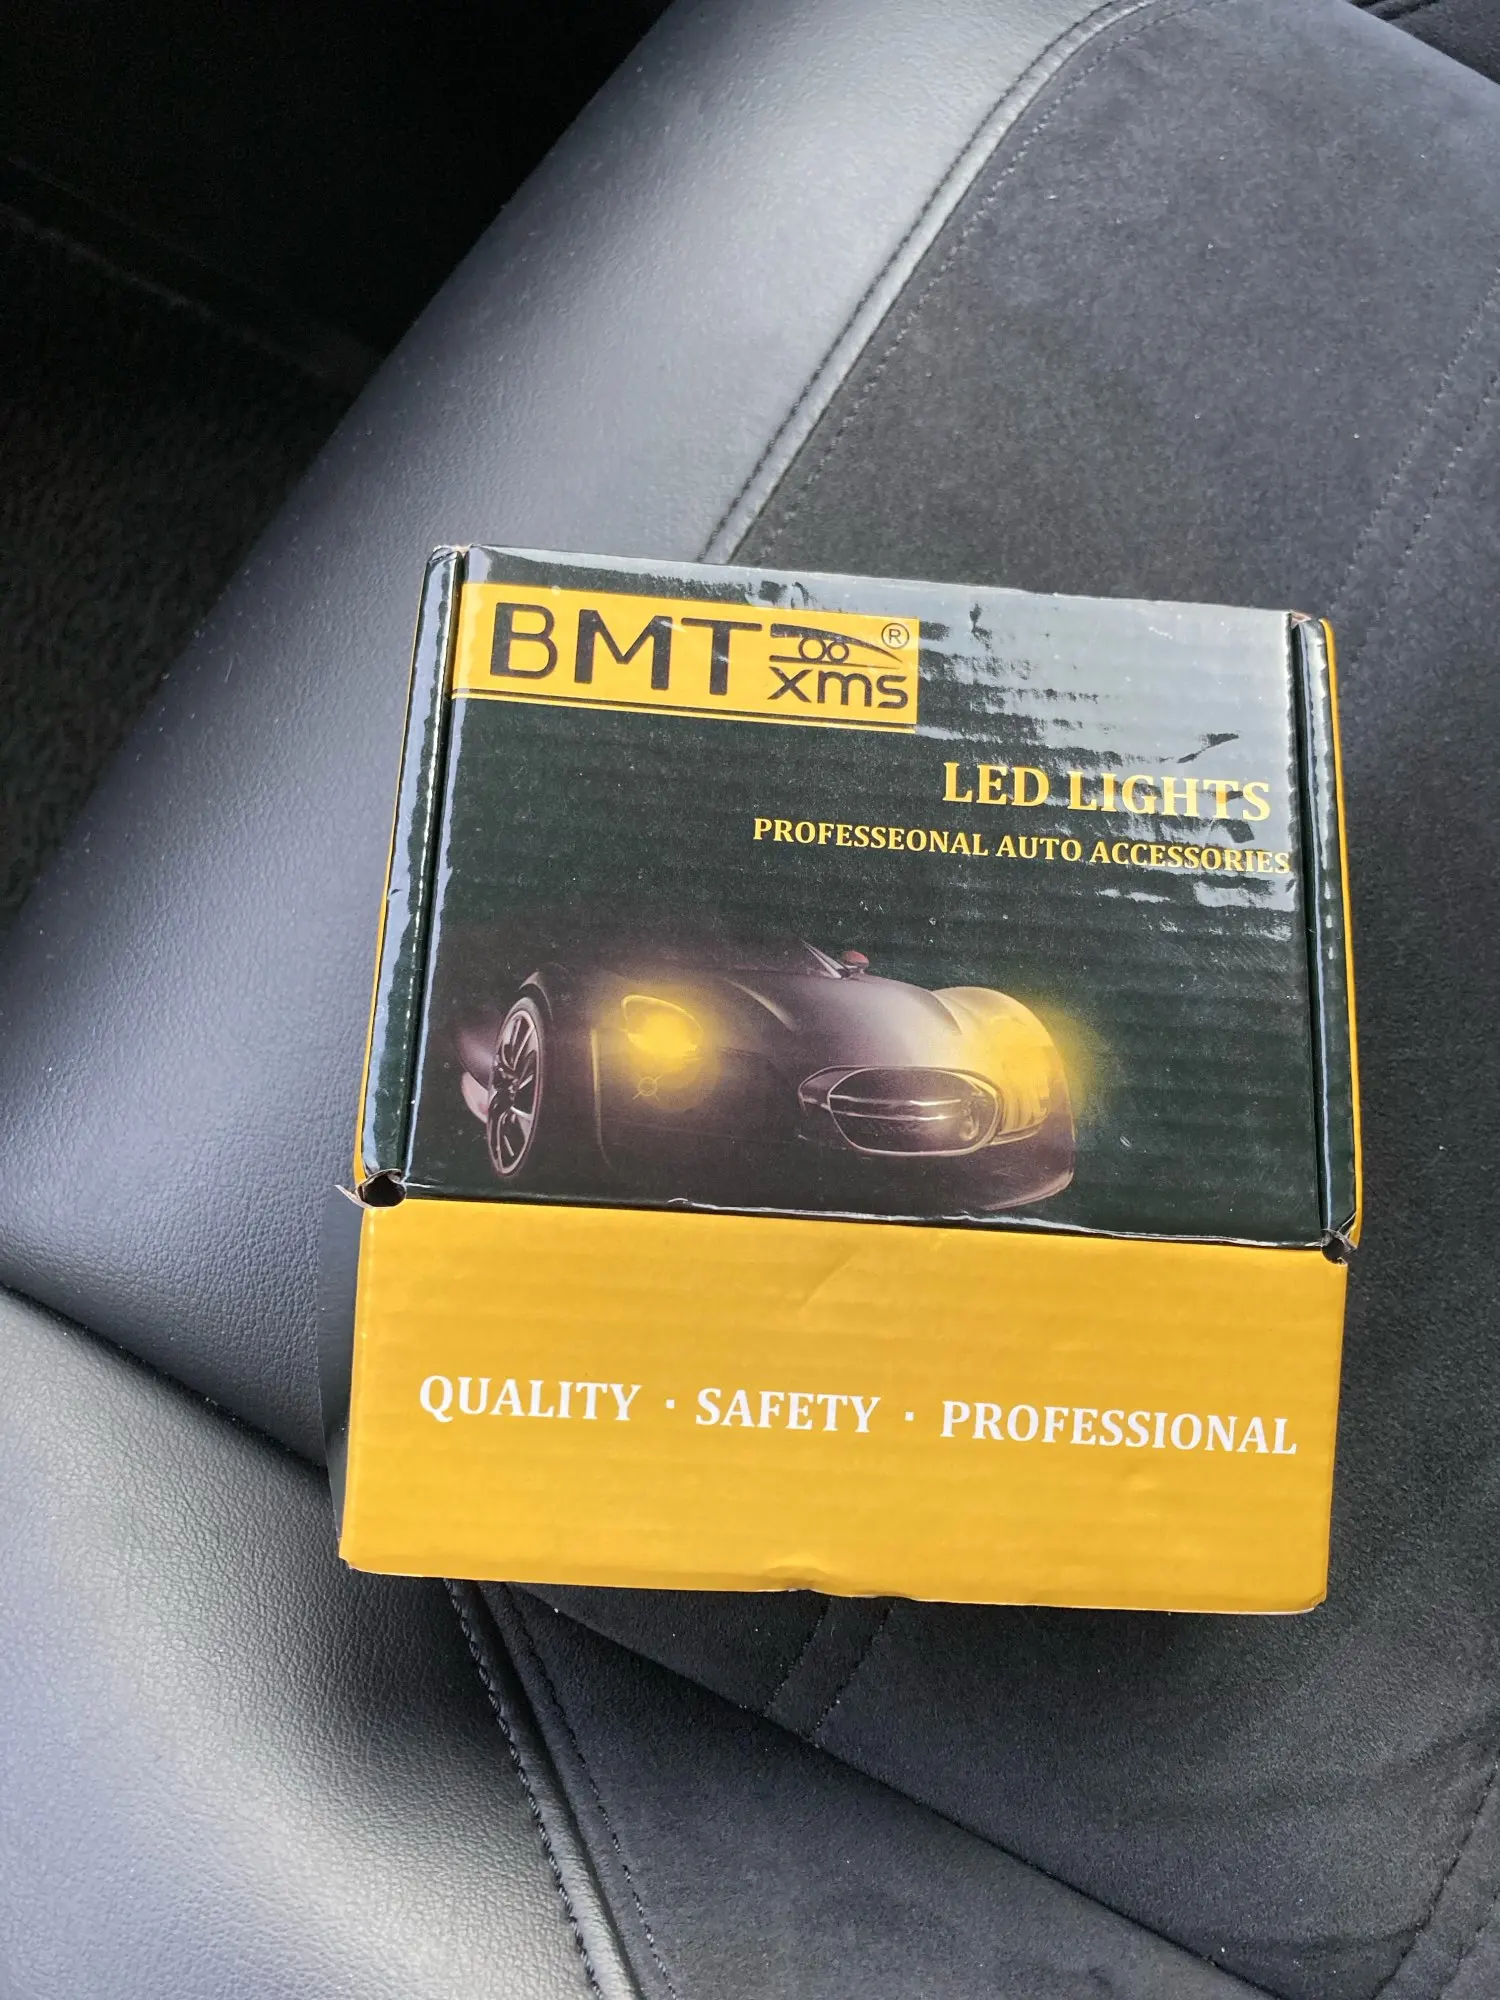 BMT xms ®
LED LIGHTS
PROFESSEONAL AUTO ACCESSORIES
QUALITY · SAFETY · PROFESSIONAL